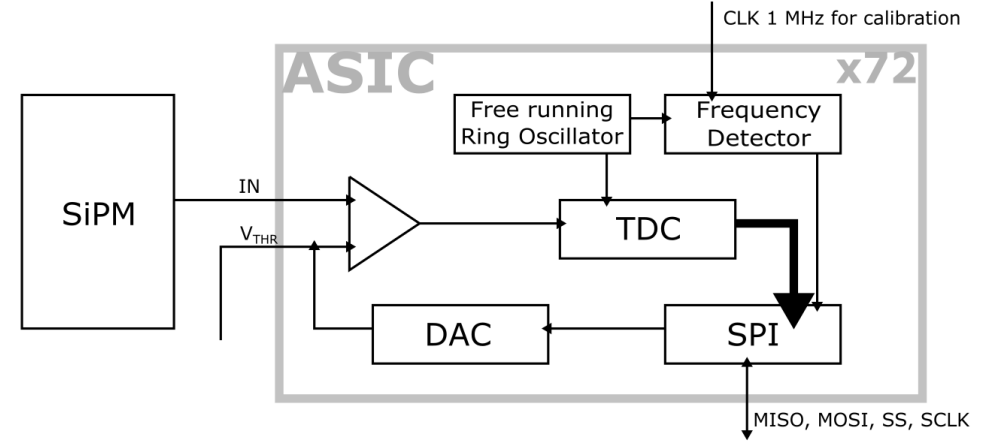 CLK 1 MHz for calibration
ASIC
x72
Free running
Ring Oscillator
Frequency
Detector
SiPM
IN
VTHR
TDC
DAC
SPI
MISO, MOSI, SS, SCLK